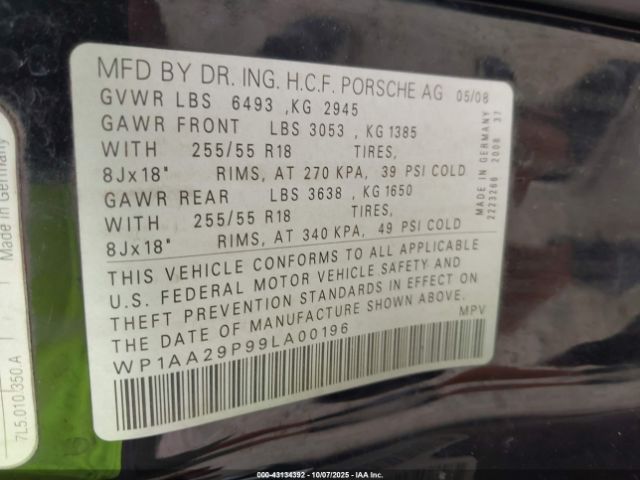 MFD BY DR. ING. H.C.F. PORSCHE AG 05/08
GVWR LBS 6493 , KG 2945
GAWR FRONT LBS 3053 , KG 1385
WITH 255/55 R18 TIRES,
8Jx18" RIMS, AT 270 KPA, 39 PSI COLD
GAWR REAR LBS 3638 , KG 1650
WITH 255/55 R18 TIRES,
8Jx18" RIMS, AT 340 KPA, 49 PSI COLD
THIS VEHICLE CONFORMS TO ALL APPLICABLE
U.S. FEDERAL MOTOR VEHICLE SAFETY AND
THEFT PREVENTION STANDARDS IN EFFECT ON
THE DATE OF MANUFACTURE SHOWN ABOVE.
WP1AA29P99LA00196 MPV
MADE IN GERMANY
2223266 2008 37
Made in Germany
7L5.010.350.A
000-43134392 - 10/07/2025 - IAA Inc.